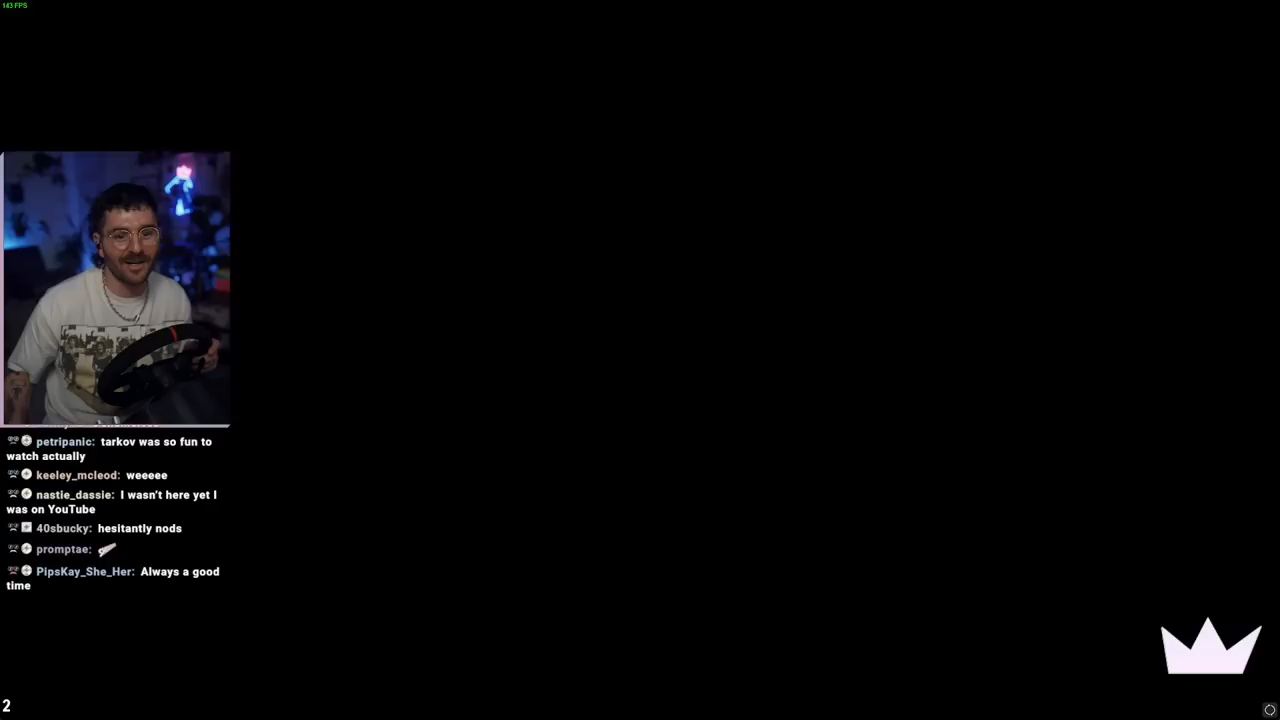 143 FPS
petripanic: tarkov was so fun to
watch actually
keeley_mcleod: weeeee
nastie_dassie: I wasn't here yet I
was on YouTube
40sbucky: hesitantly nods
promptae:
PipsKay_She_Her: Always a good
time
2